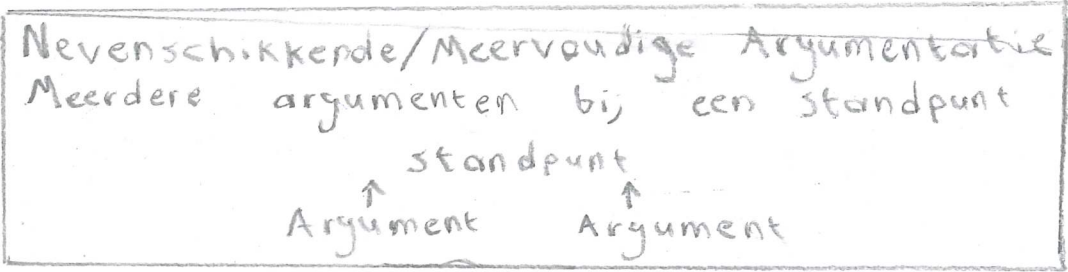 Nevenschikkende/Meervoudige Argumentatie
Meerdere argumenten bij een standpunt
standpunt
↑ ↑
Argument Argument